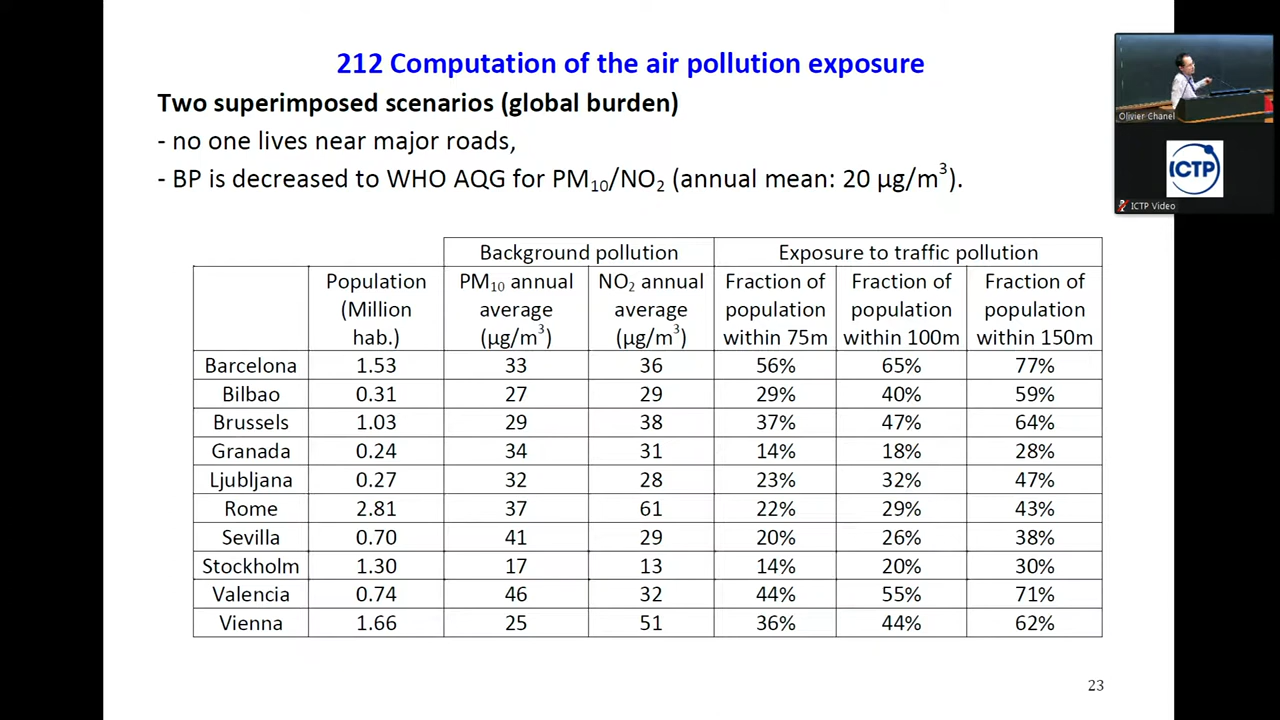 212 Computation of the air pollution exposure
Two superimposed scenarios (global burden)
- no one lives near major roads,
- BP is decreased to WHO AQG for PM₁₀/NO₂ (annual mean: 20 µg/m³).
Background pollution Exposure to traffic pollution
Population (Million hab.) PM₁₀ annual average (µg/m³) NO₂ annual average (µg/m³) Fraction of population within 75m Fraction of population within 100m Fraction of population within 150m
Barcelona 1.53 33 36 56% 65% 77%
Bilbao 0.31 27 29 29% 40% 59%
Brussels 1.03 29 38 37% 47% 64%
Granada 0.24 34 31 14% 18% 28%
Ljubljana 0.27 32 28 23% 32% 47%
Rome 2.81 37 61 22% 29% 43%
Sevilla 0.70 41 29 20% 26% 38%
Stockholm 1.30 17 13 14% 20% 30%
Valencia 0.74 46 32 44% 55% 71%
Vienna 1.66 25 51 36% 44% 62%
23
Olivier Chanel
ICTP
ICTP Video